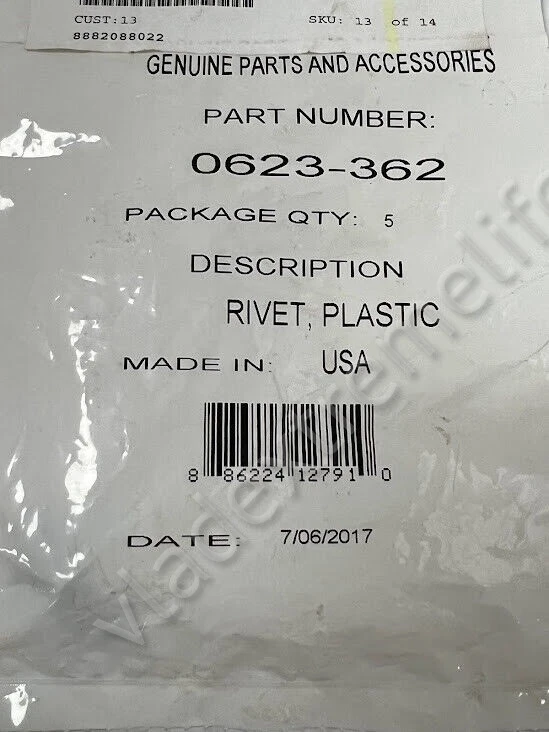 CUST:13 SKU: 13 of 14
8882088022
GENUINE PARTS AND ACCESSORIES
PART NUMBER:
0623-362
PACKAGE QTY: 5
DESCRIPTION
RIVET, PLASTIC
MADE IN: USA
8 86224 12791 0
DATE: 7/06/2017
vladextremelife